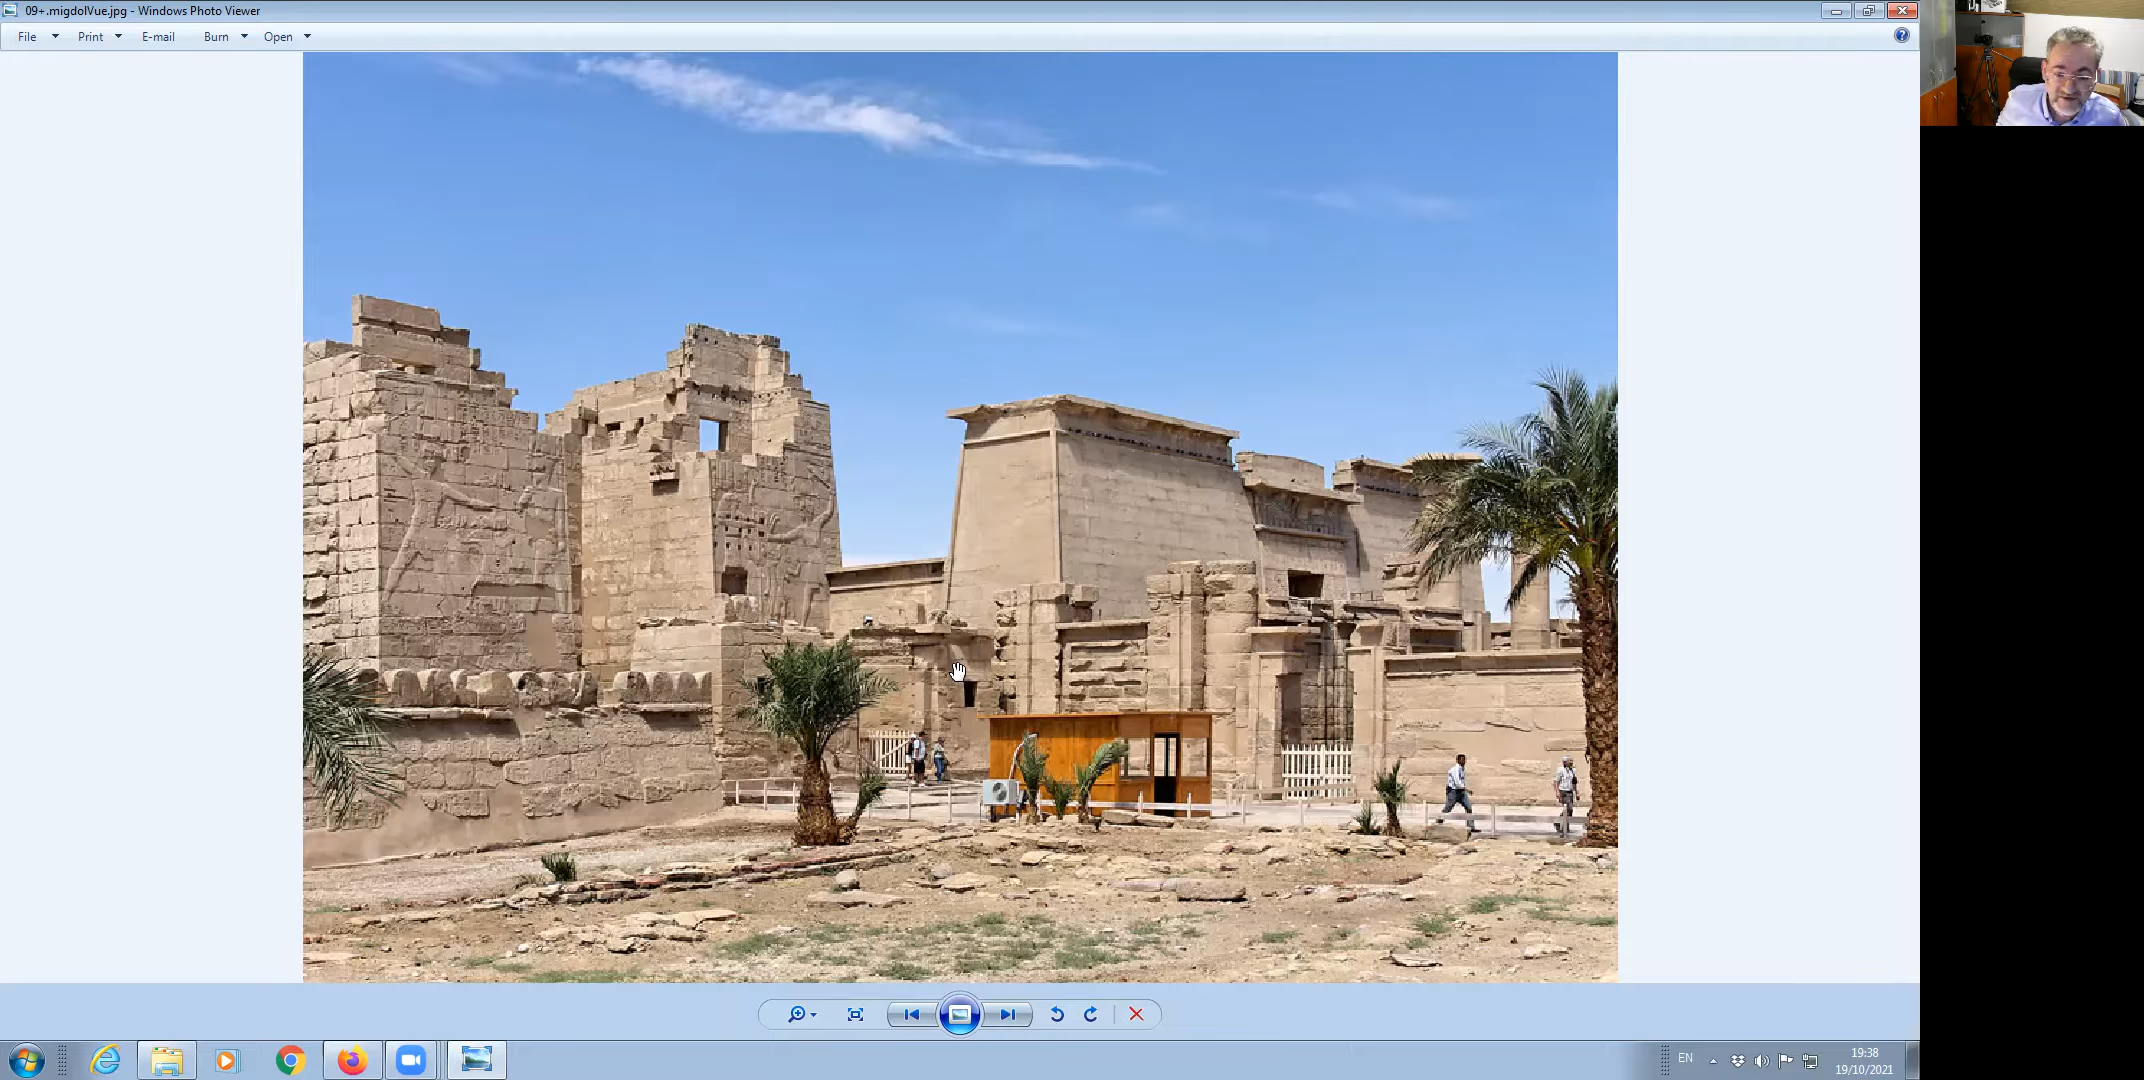 09+.migdolVue.jpg - Windows Photo Viewer
File Print E-mail Burn Open
EN
19:38
19/10/2021